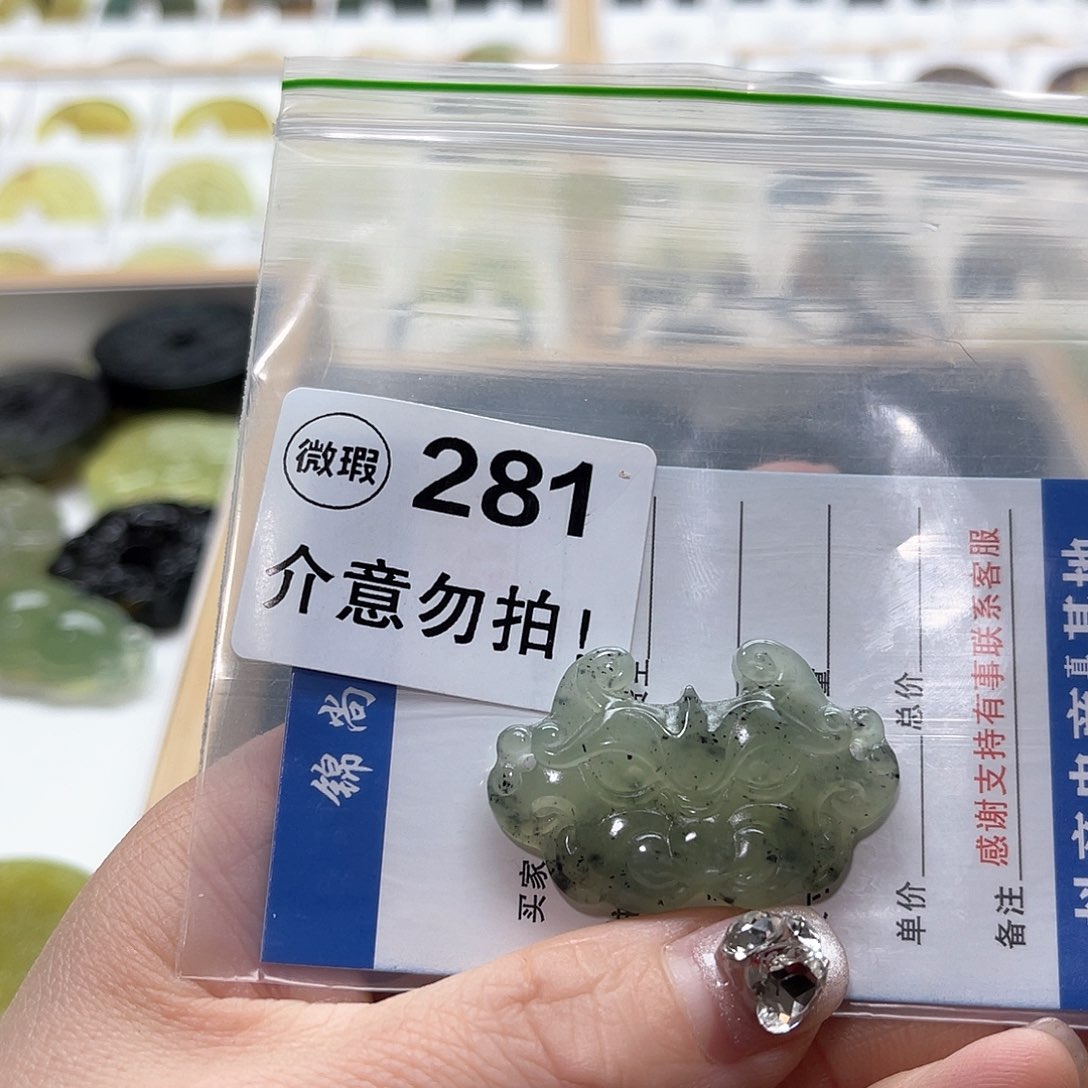 微瑕
281
介意勿拍!
锦尚
买家
单价
总价
备注
感谢支持有事联系客服